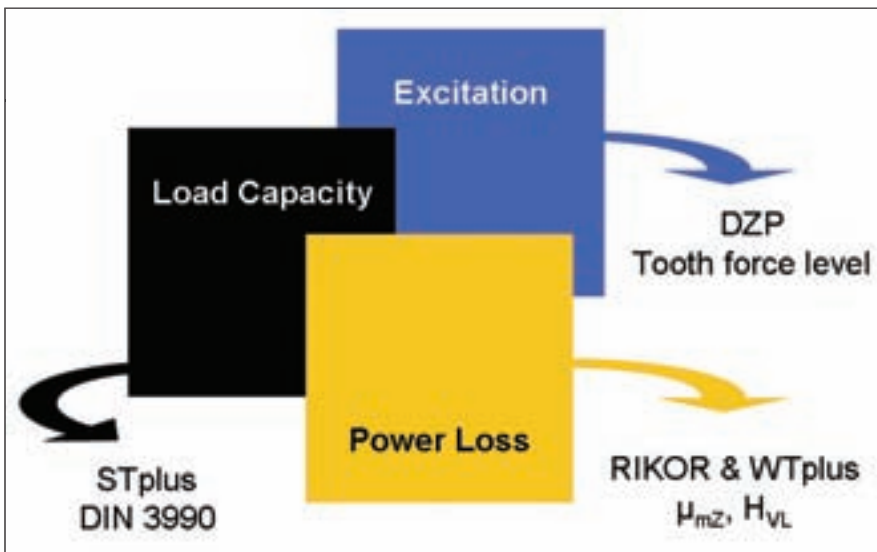 Excitation
Load Capacity
DZP
Tooth force level
Power Loss
STplus
DIN 3990
RIKOR & WTplus
μmZ, HVL